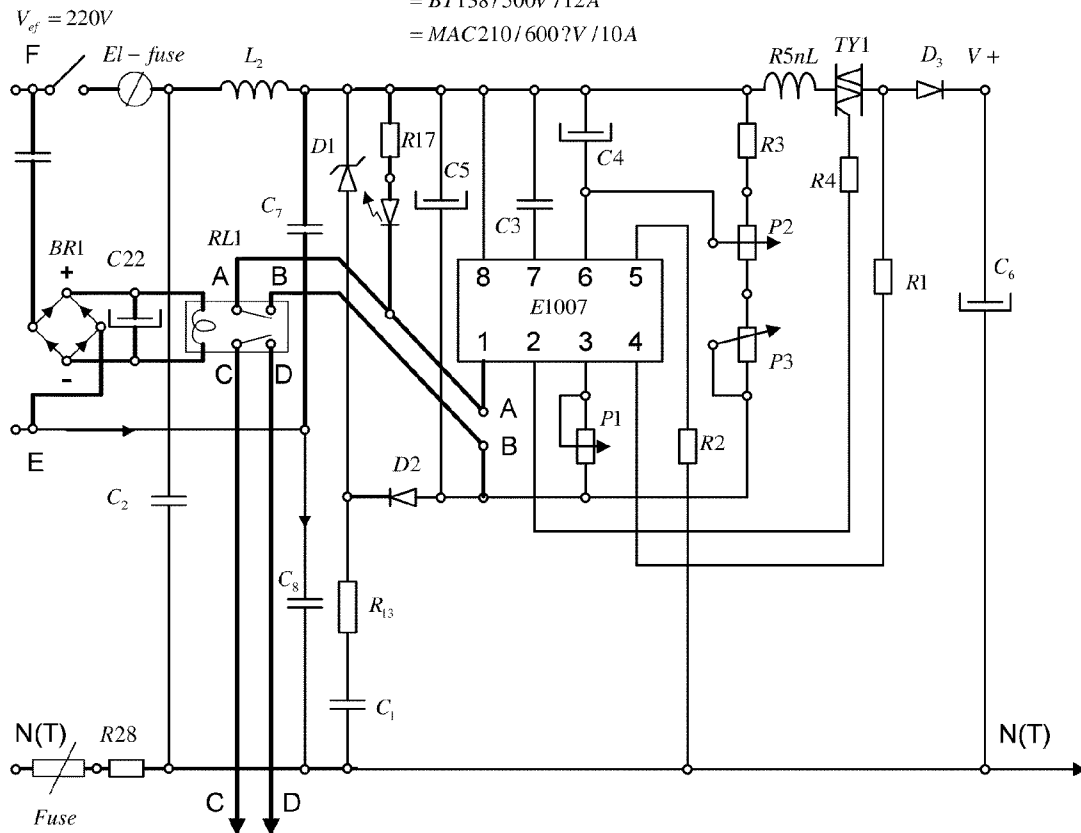 = BT138/500V/12A
V_ef = 220V
= MAC210/600?V/10A
F
El - fuse
L₂
R5nL
TY1
D₃
V +
D1
R17
C5
C4
R3
R4
C₇
C3
P2
BR1
C22
RL1
A
B
8
7
6
5
R1
C₆
+
E1007
1
2
3
4
P3
-
C
D
A
P1
E
B
R2
D2
C₂
C₈
R₁₃
C₁
N(T)
R28
N(T)
Fuse
C
D